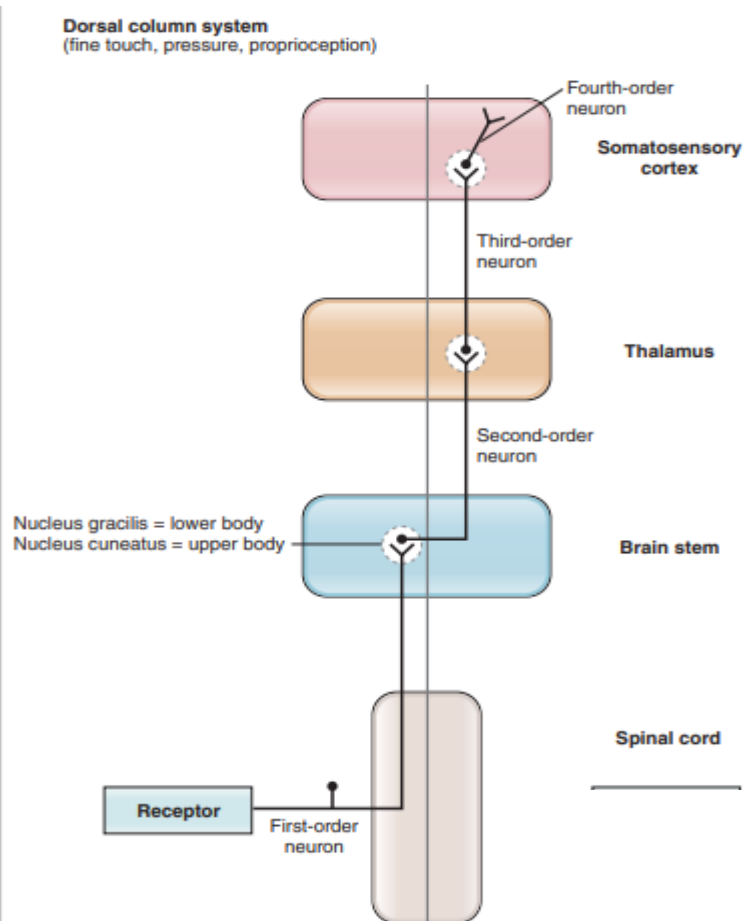 Dorsal column system
(fine touch, pressure, proprioception)
Fourth-order
neuron
Somatosensory
cortex
Third-order
neuron
Thalamus
Second-order
neuron
Nucleus gracilis = lower body
Nucleus cuneatus = upper body
Brain stem
Spinal cord
Receptor
First-order
neuron